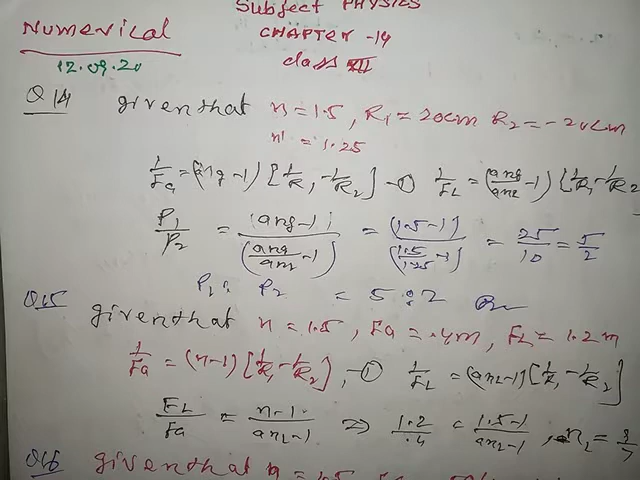 Subject PHYSICS
Numerical CHAPTER -14
12.09.20 class XII
Q14 given that n = 1.5, R₁ = 20cm R₂ = -20cm
n' = 1.25
1/Fa = (ang -1) [1/R₁ - 1/R₂] -① 1/FL = (ang/anl -1) [1/R₁ - 1/R2
P1/P2 = (ang-1)/(ang/anl -1) = (1.5-1)/(1.5/1.25 -1) = 25/10 = 5/2
P1 : P2 = 5:2
Q15 given that n = 1.5, Fa = .4m, FL = 1.2m
1/Fa = (n-1) [1/R₁ - 1/R₂], -① 1/FL = (anL-1) [1/R₁ - 1/R₂]
FL/Fa = n-1/anL-1 ⇒ 1.2/.4 = 1.5-1/anL-1, nL = /7
Q16 given that n = 1.5